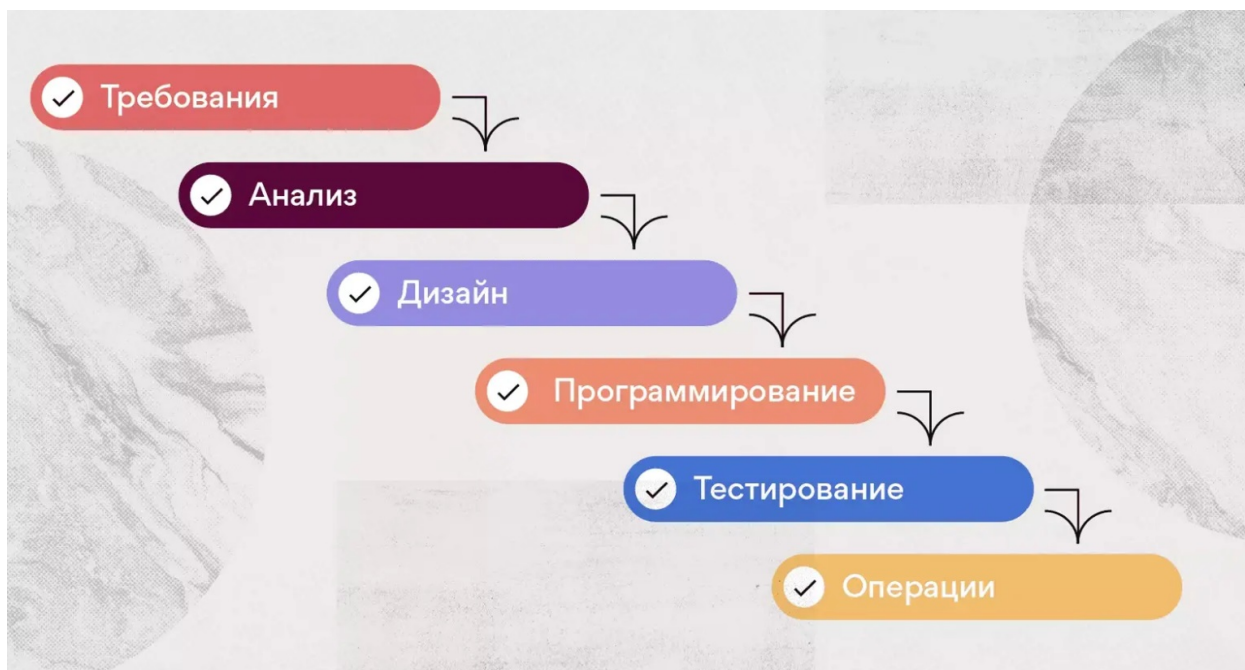 Требования
Анализ
Дизайн
Программирование
Тестирование
Операции